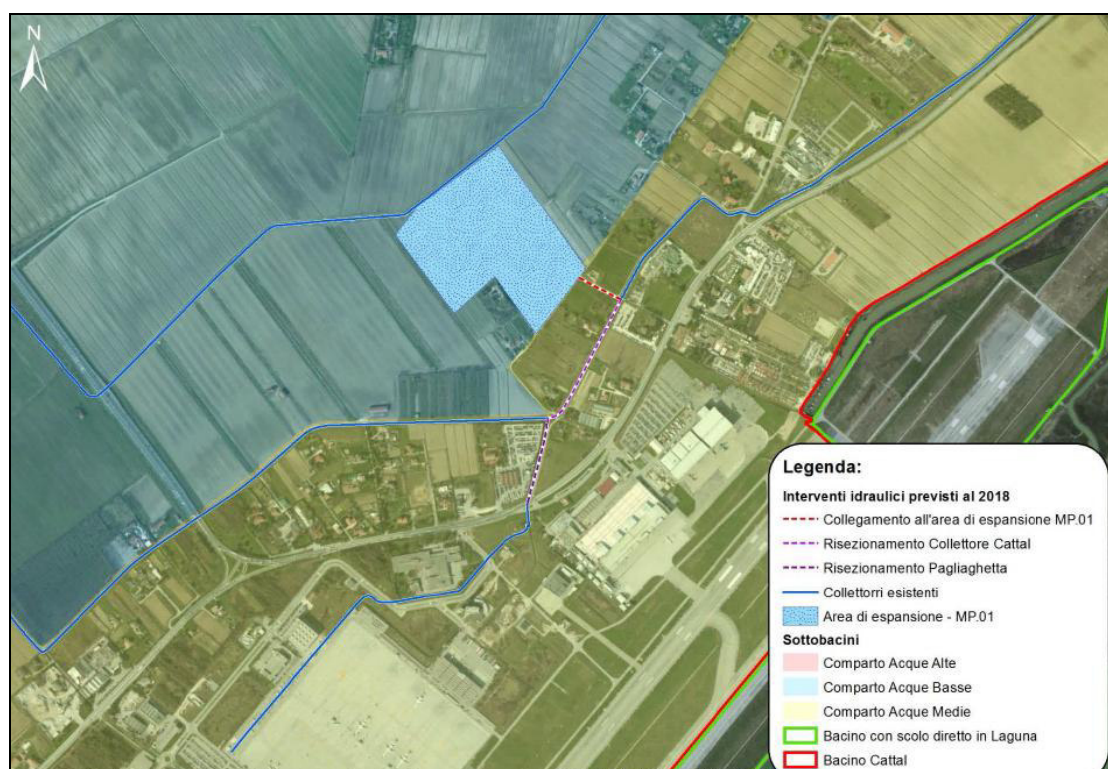 N
Legenda:
Interventi idraulici previsti al 2018
Collegamento all'area di espansione MP.01
Risezionamento Collettore Cattal
Risezionamento Pagliaghetta
Collettorri esistenti
Area di espansione - MP.01
Sottobacini
Comparto Acque Alte
Comparto Acque Basse
Comparto Acque Medie
Bacino con scolo diretto in Laguna
Bacino Cattal